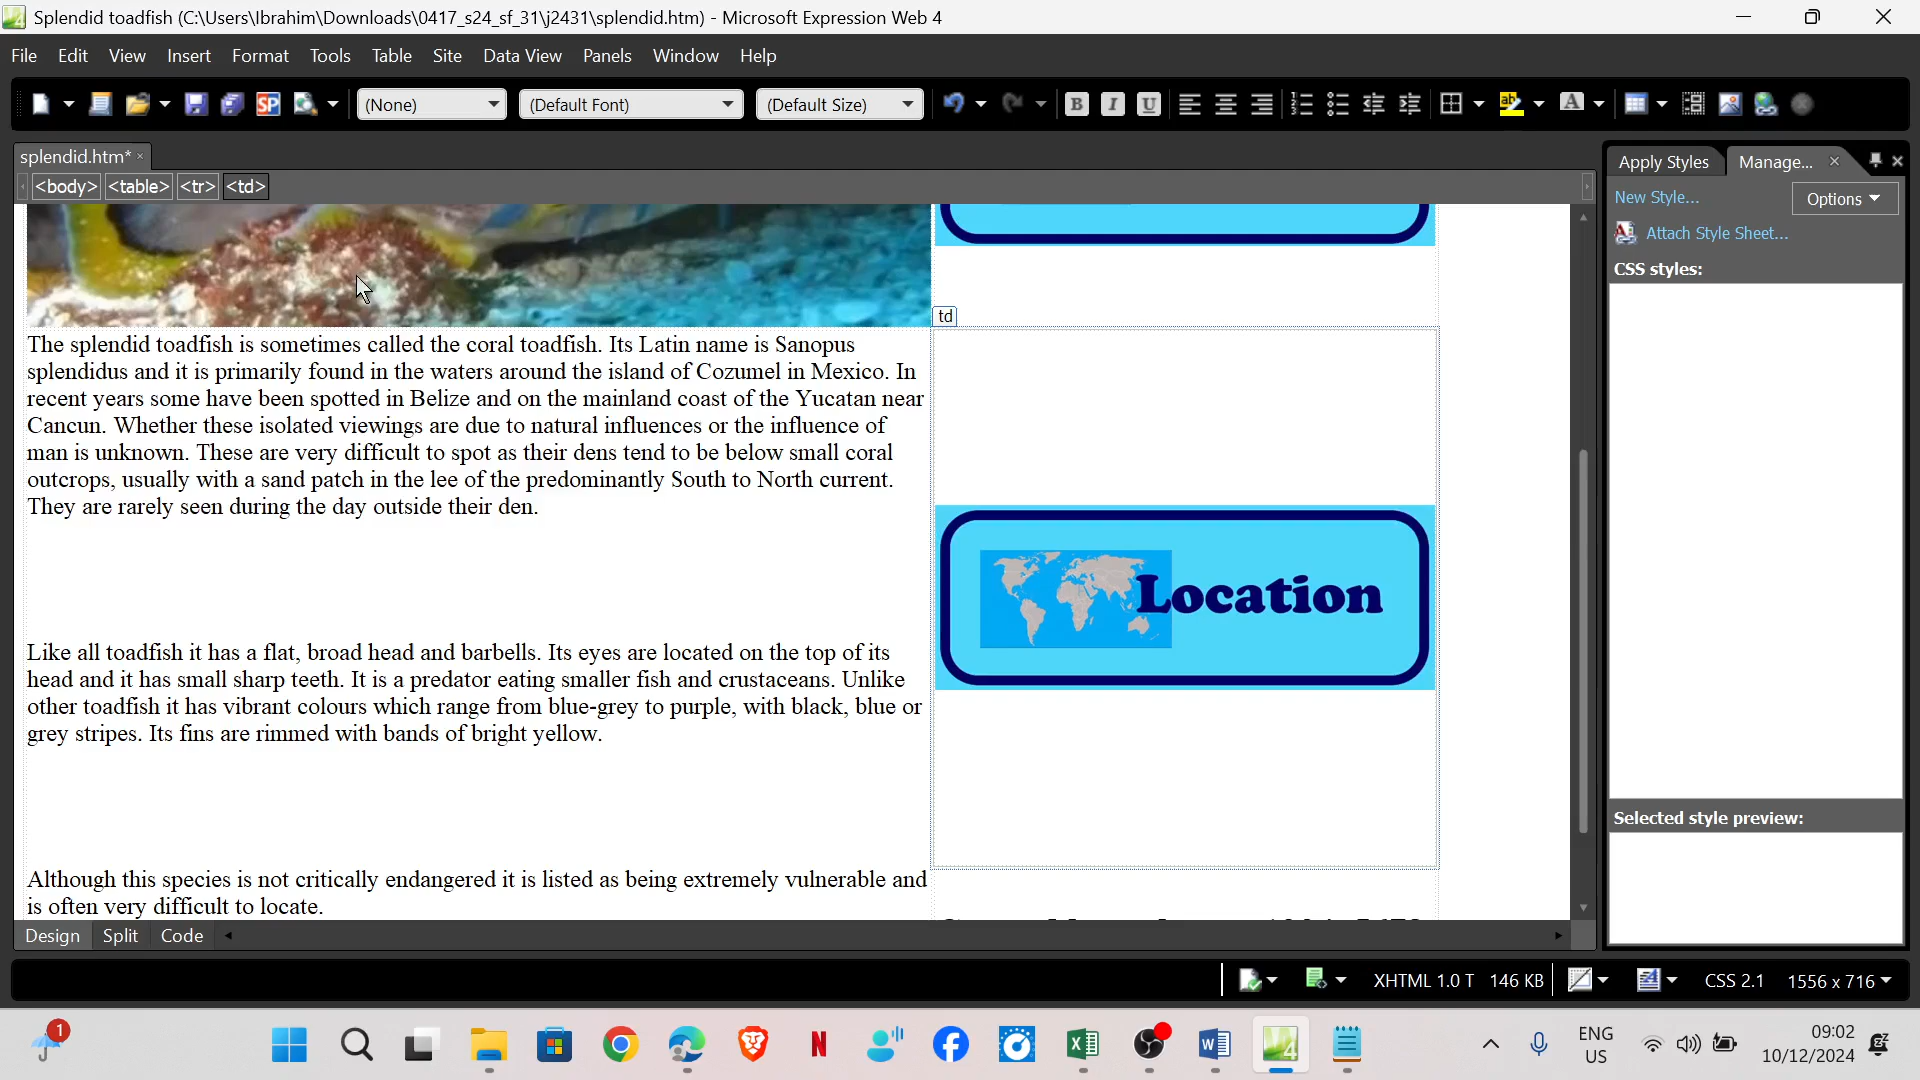 Splendid toadfish (C:\Users\Ibrahim\Downloads\0417_s24_sf_31\j2431\splendid.htm) - Microsoft Expression Web 4
File Edit View Insert Format Tools Table Site Data View Panels Window Help
(None) (Default Font) (Default Size) B I U A
splendid.htm*
<body> <table> <tr> <td>
Apply Styles Manage...
New Style... Options
Attach Style Sheet...
CSS styles:
Selected style preview:
td
The splendid toadfish is sometimes called the coral toadfish. Its Latin name is Sanopus
splendidus and it is primarily found in the waters around the island of Cozumel in Mexico. In
recent years some have been spotted in Belize and on the mainland coast of the Yucatan near
Cancun. Whether these isolated viewings are due to natural influences or the influence of
man is unknown. These are very difficult to spot as their dens tend to be below small coral
outcrops, usually with a sand patch in the lee of the predominantly South to North current.
They are rarely seen during the day outside their den.
Location
Like all toadfish it has a flat, broad head and barbells. Its eyes are located on the top of its
head and it has small sharp teeth. It is a predator eating smaller fish and crustaceans. Unlike
other toadfish it has vibrant colours which range from blue-grey to purple, with black, blue or
grey stripes. Its fins are rimmed with bands of bright yellow.
Although this species is not critically endangered it is listed as being extremely vulnerable and
is often very difficult to locate.
Design Split Code
XHTML 1.0 T 146 KB CSS 2.1 1556 x 716
1
ENG
US
09:02
10/12/2024